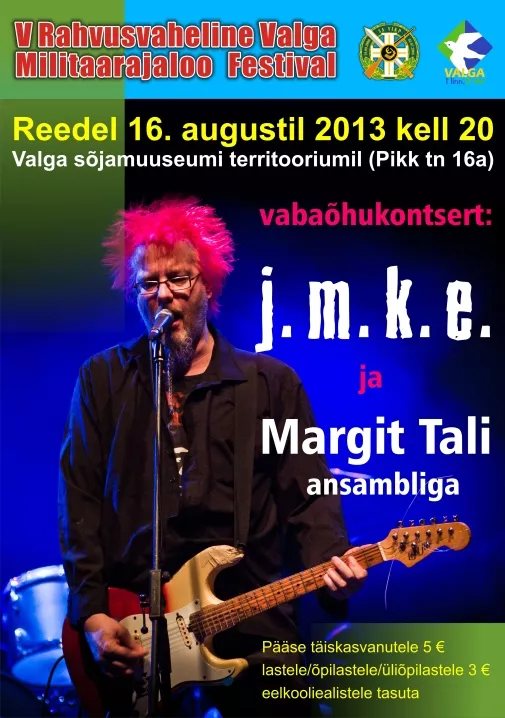 V Rahvusvaheline Valga
Militaarajaloo Festival
VALGA
Reedel 16. augustil 2013 kell 20
Valga sõjamuuseumi territooriumil (Pikk tn 16a)
vabaõhukontsert:
j.m.k.e.
ja
Margit Tali
ansambliga
Pääse täiskasvanutele 5 €
lastele/õpilastele/üliõpilastele 3 €
eelkooliealistele tasuta